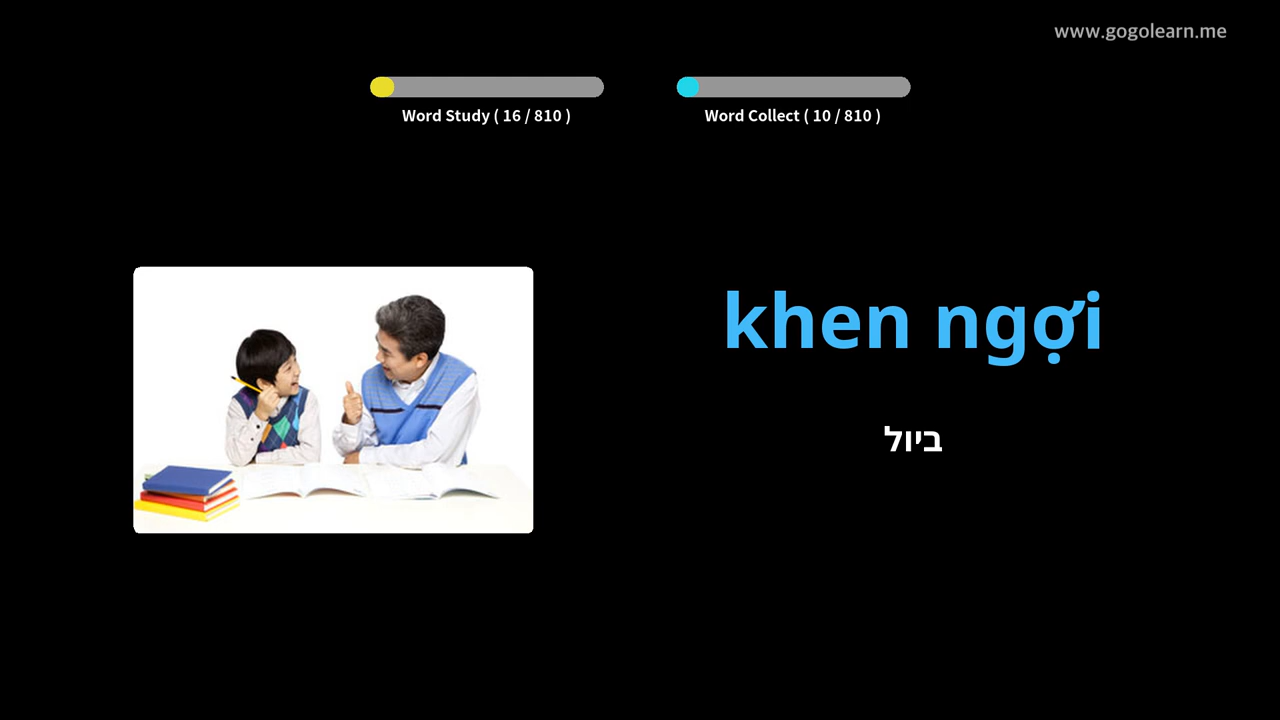 www.gogolearn.me
Word Study ( 16 / 810 )
Word Collect ( 10 / 810 )
khen ngợi
ביול